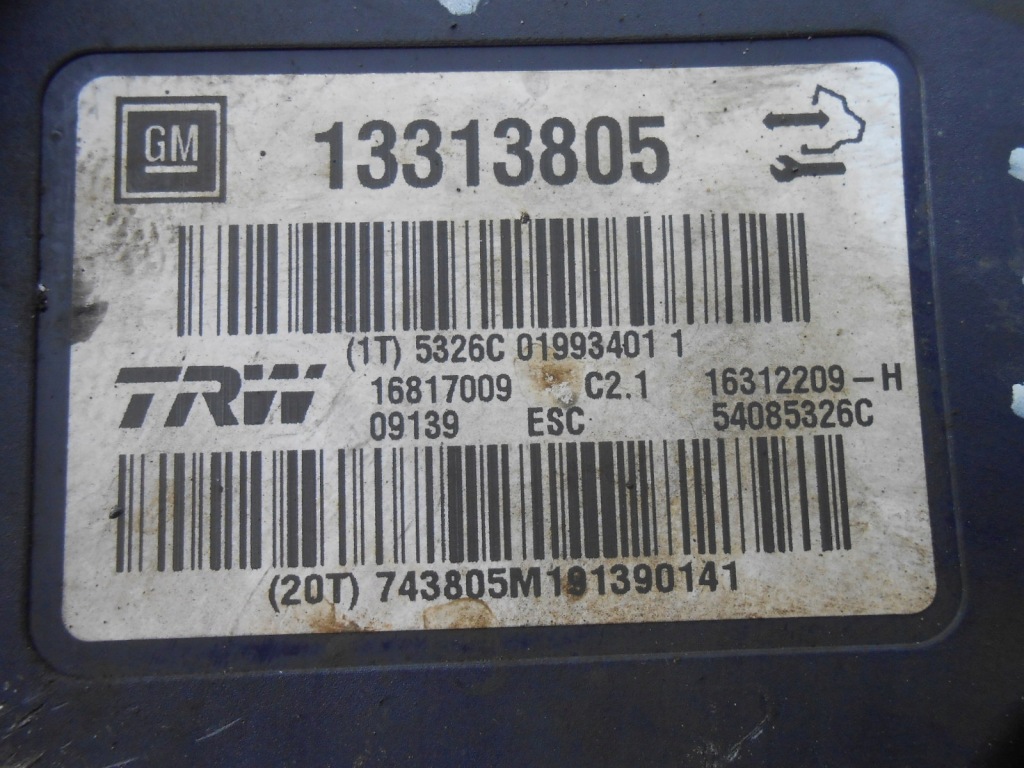 GM
13313805
(1T) 5326C 01993401 1
TRW
16817009 C2.1 16312209-H
09139 ESC 54085326C
(20T) 743805M191390141